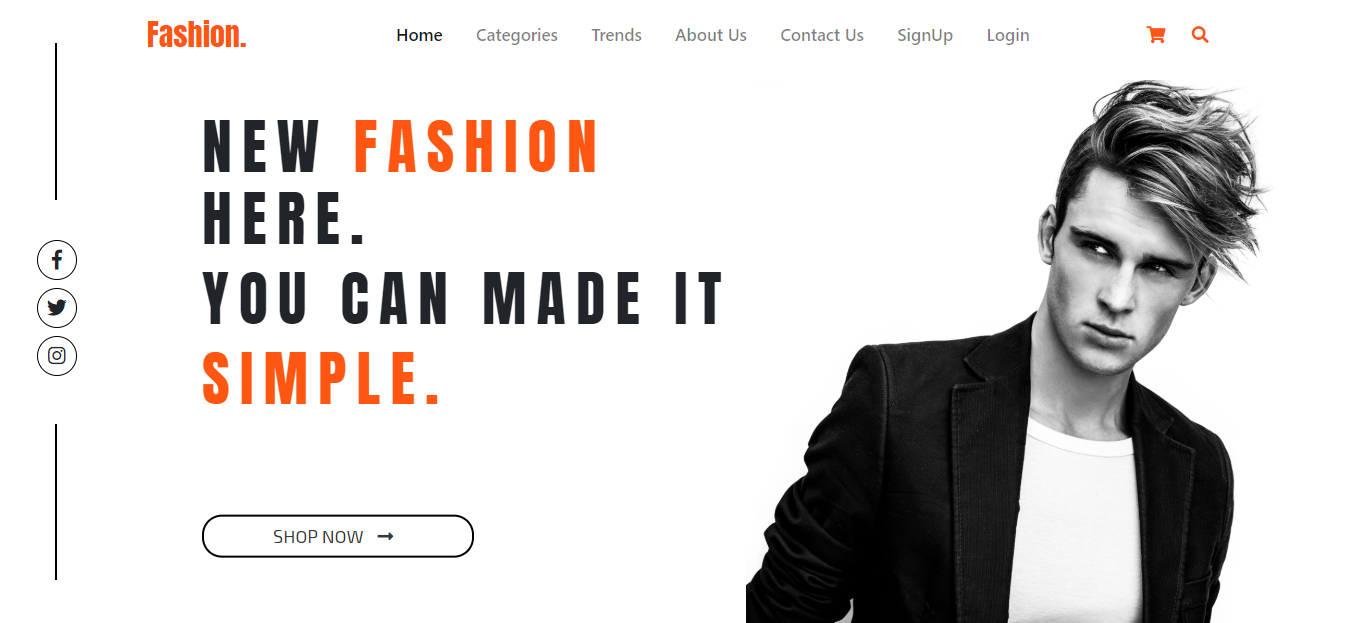 Fashion.
Home Categories Trends About Us Contact Us SignUp Login
NEW FASHION
HERE.
YOU CAN MADE IT
SIMPLE.
SHOP NOW